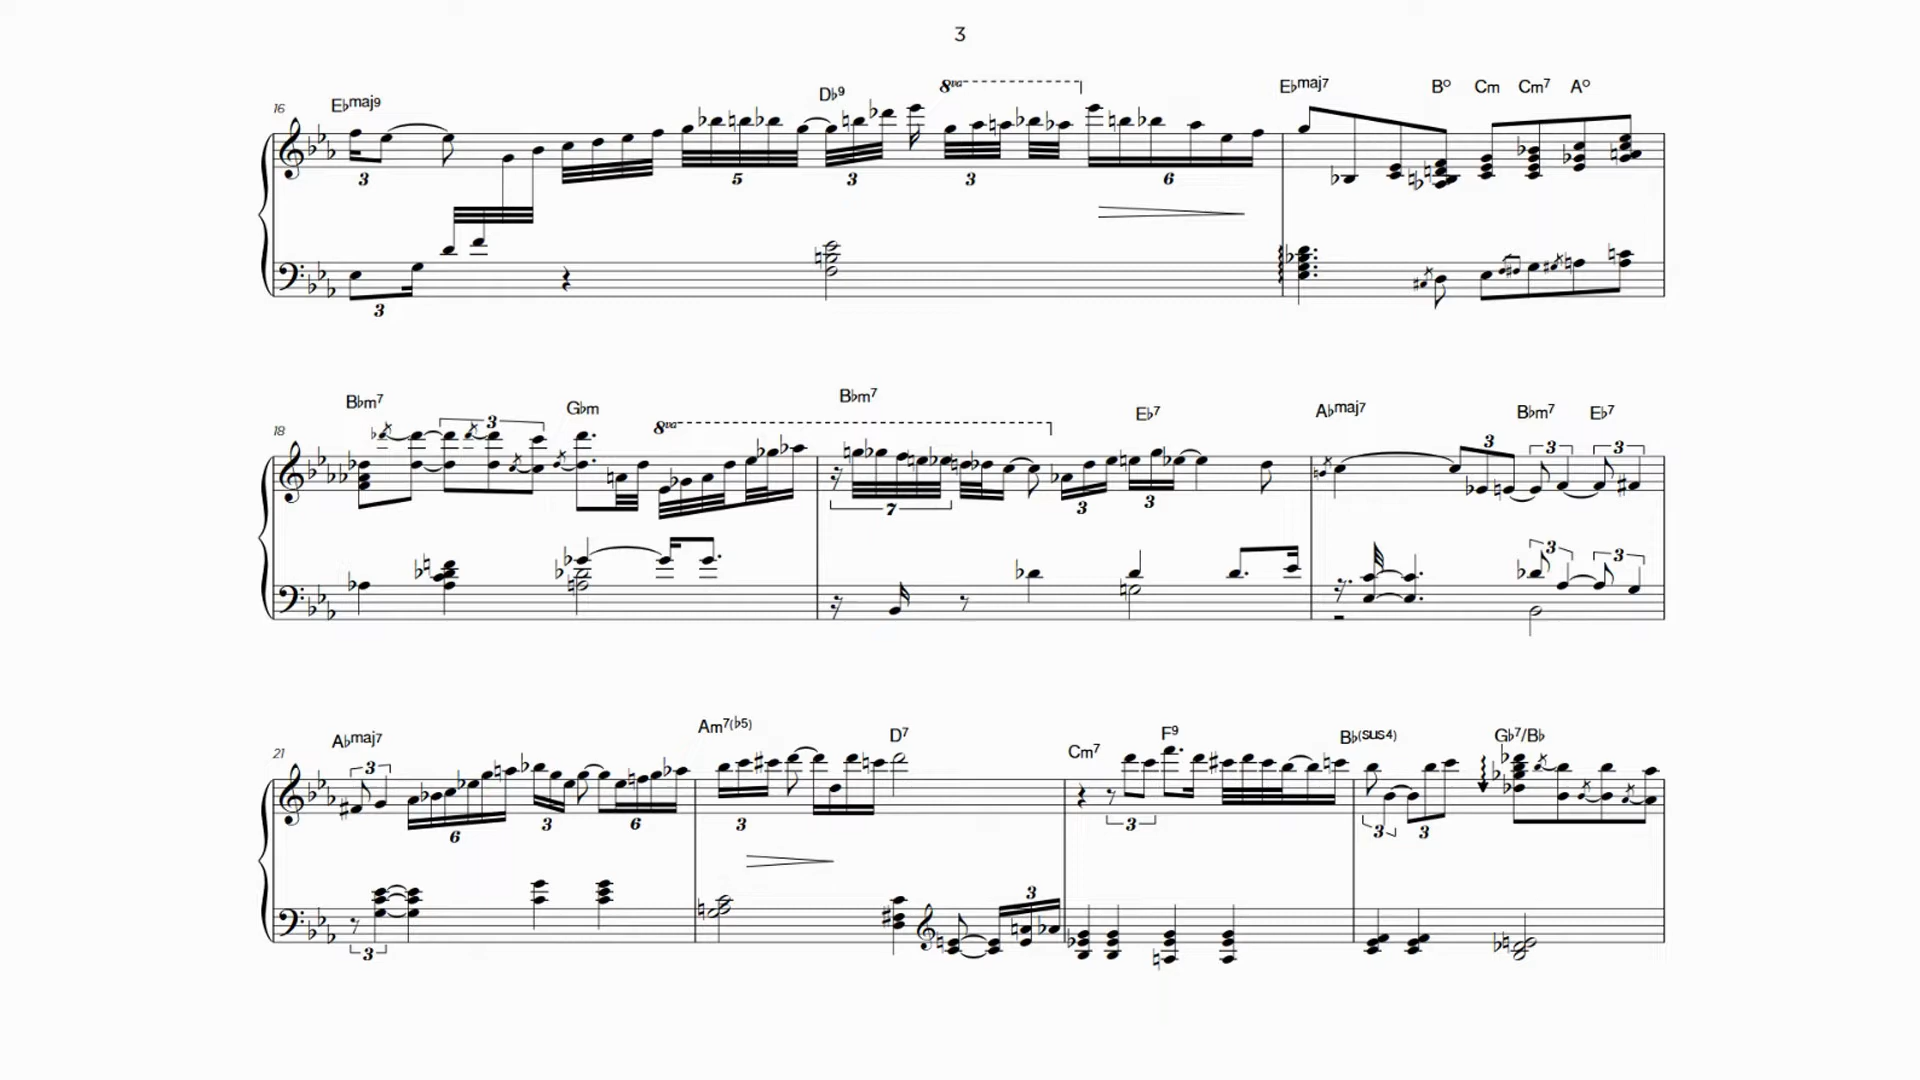 3
16 E♭maj9 D♭9 8va E♭maj7 B° Cm Cm7 A°
3 5 3 3 6
3
18 B♭m7 3 G♭m 8va B♭m7 E♭7 A♭maj7 3 B♭m7 3 E♭7 3
7 3 3
3 3
21 A♭maj7 3 Am7(♭5) D7 Cm7 F9 B♭(sus4) G♭7/B♭
6 3 6 3 3 3 3
3 3